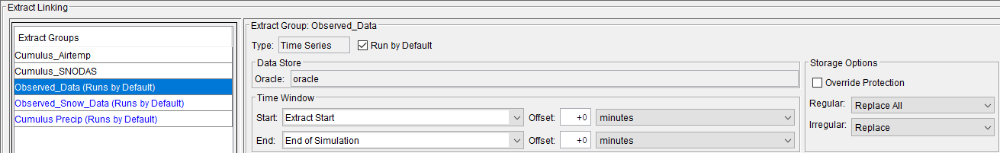 Extract Linking
Extract Groups
Cumulus_Airtemp
Cumulus_SNODAS
Observed_Data (Runs by Default)
Observed_Snow_Data (Runs by Default)
Cumulus Precip (Runs by Default)
Extract Group: Observed_Data
Type: Time Series Run by Default
Data Store
Oracle: oracle
Time Window
Start: Extract Start Offset: +0 minutes
End: End of Simulation Offset: +0 minutes
Storage Options
Override Protection
Regular: Replace All
Irregular: Replace